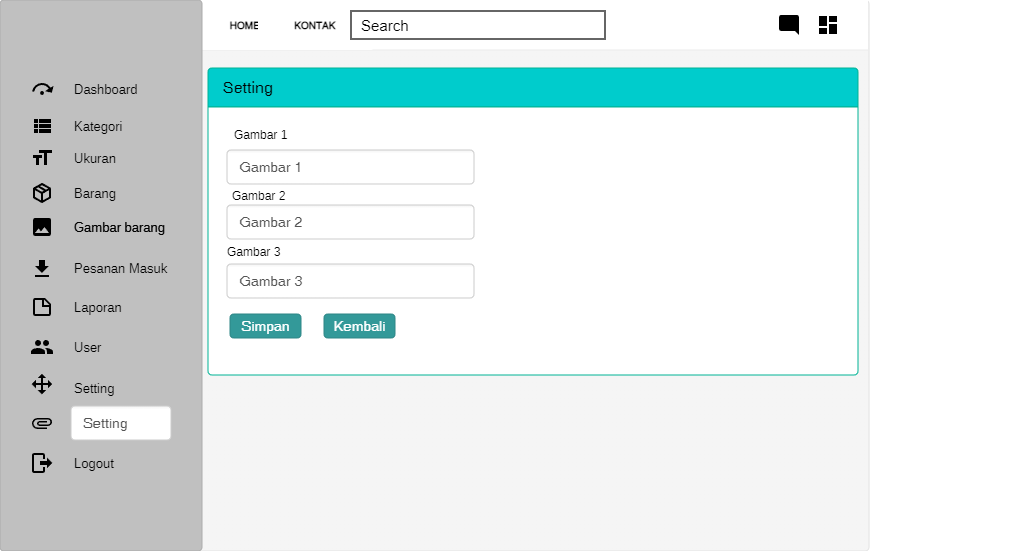 HOME KONTAK Search
Dashboard
Kategori
Ukuran
Barang
Gambar barang
Pesanan Masuk
Laporan
User
Setting
Setting
Logout
Setting
Gambar 1
Gambar 1
Gambar 2
Gambar 2
Gambar 3
Gambar 3
Simpan Kembali